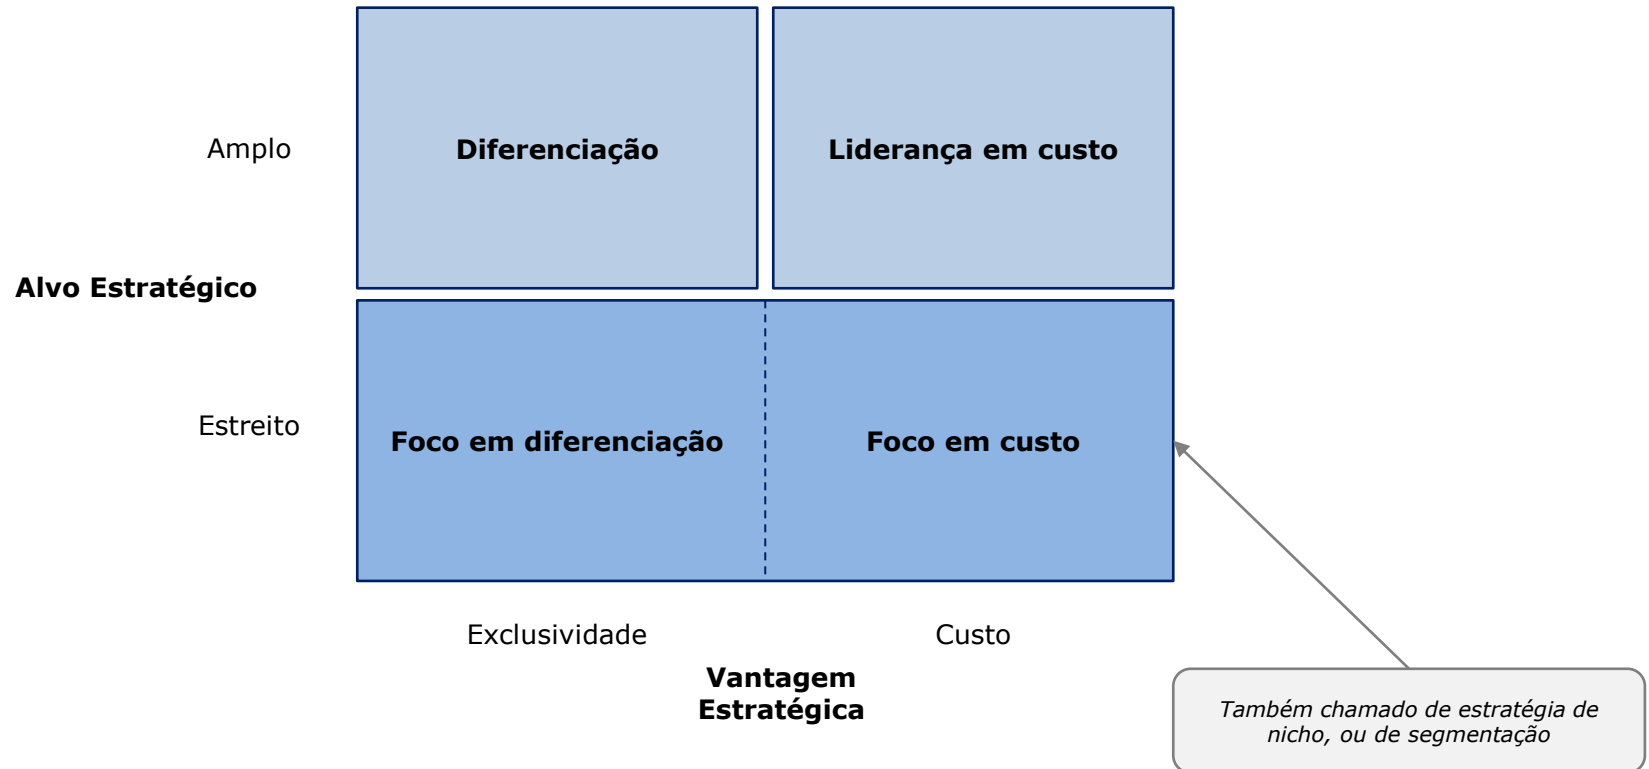 Amplo
Diferenciação
Liderança em custo
Alvo Estratégico
Estreito
Foco em diferenciação
Foco em custo
Exclusividade
Custo
Vantagem
Estratégica
Também chamado de estratégia de
nicho, ou de segmentação